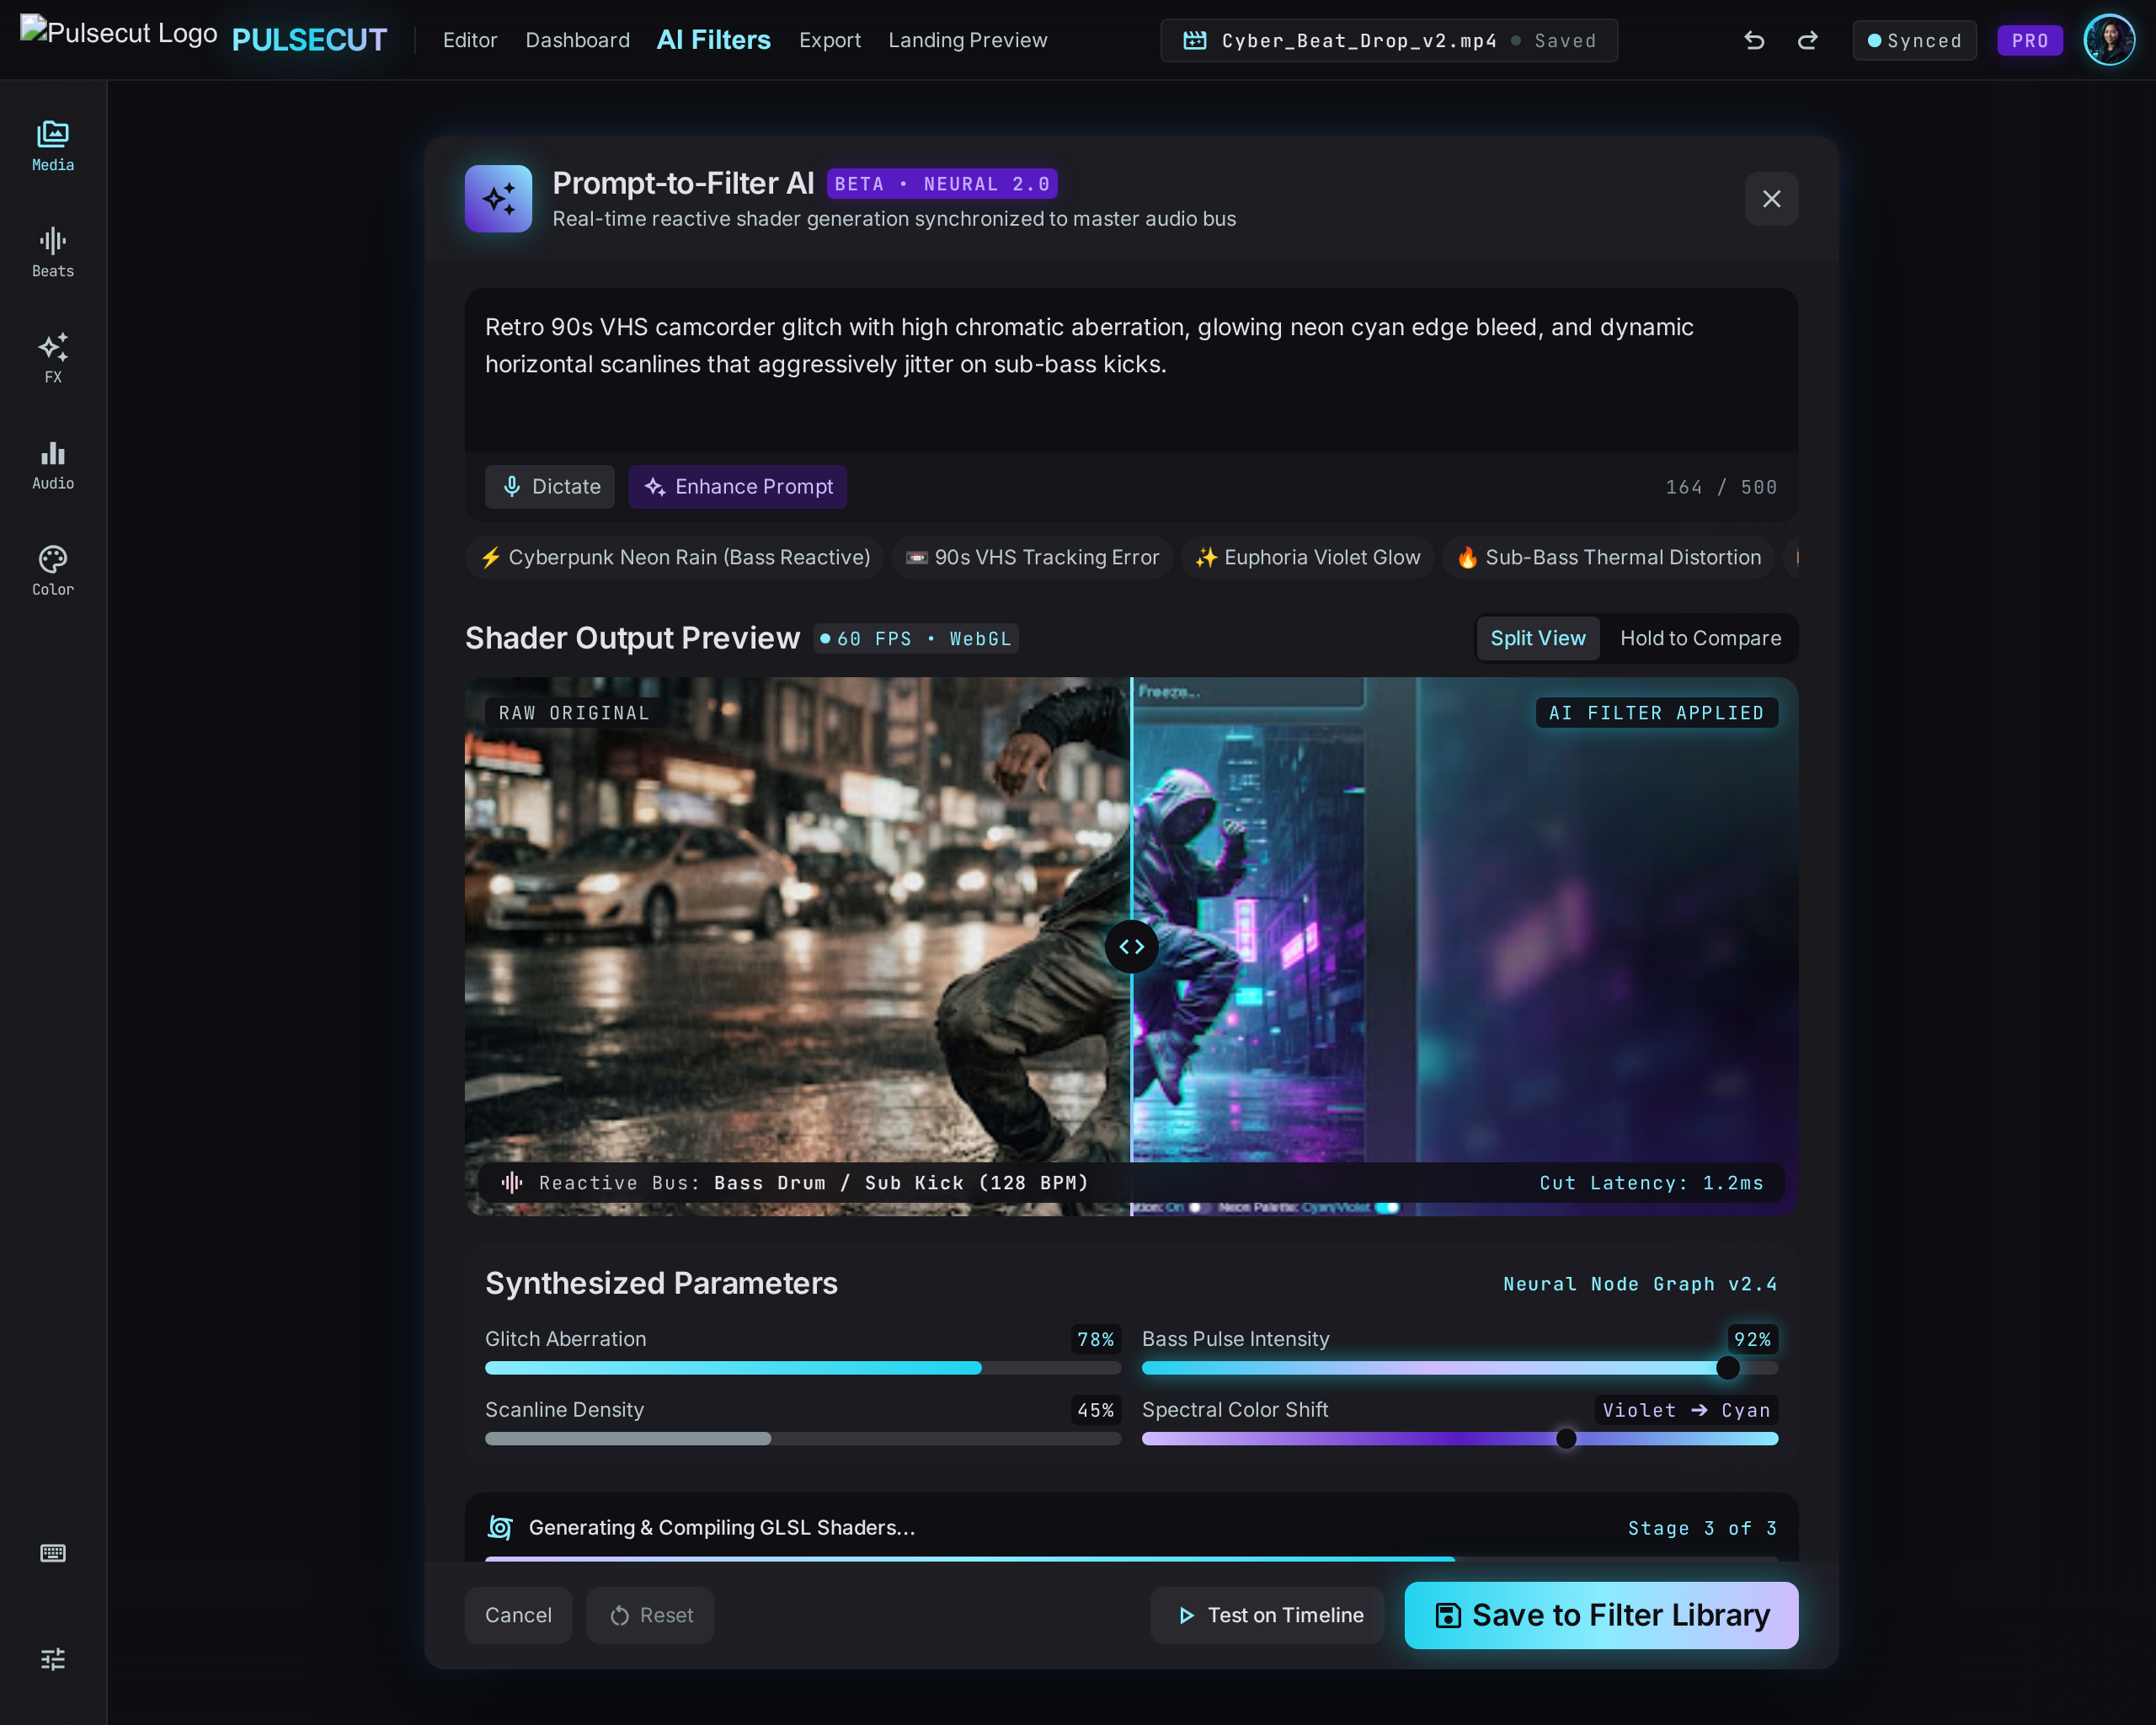 Pulsecut Logo PULSECUT Editor Dashboard AI Filters Export Landing Preview Cyber_Beat_Drop_v2.mp4 Saved Synced PRO
Media
Beats
FX
Audio
Color
Prompt-to-Filter AI BETA • NEURAL 2.0
Real-time reactive shader generation synchronized to master audio bus
Retro 90s VHS camcorder glitch with high chromatic aberration, glowing neon cyan edge bleed, and dynamic
horizontal scanlines that aggressively jitter on sub-bass kicks.
Dictate Enhance Prompt 164 / 500
⚡ Cyberpunk Neon Rain (Bass Reactive) 📼 90s VHS Tracking Error ✨ Euphoria Violet Glow 🔥 Sub-Bass Thermal Distortion
Shader Output Preview 60 FPS • WebGL Split View Hold to Compare
Freeze...
RAW ORIGINAL AI FILTER APPLIED
Reactive Bus: Bass Drum / Sub Kick (128 BPM) Cut Latency: 1.2ms
On Neon Palette: Cyan/Violet
Synthesized Parameters Neural Node Graph v2.4
Glitch Aberration 78% Bass Pulse Intensity 92%
Scanline Density 45% Spectral Color Shift Violet ➔ Cyan
Generating & Compiling GLSL Shaders... Stage 3 of 3
Cancel Reset Test on Timeline Save to Filter Library